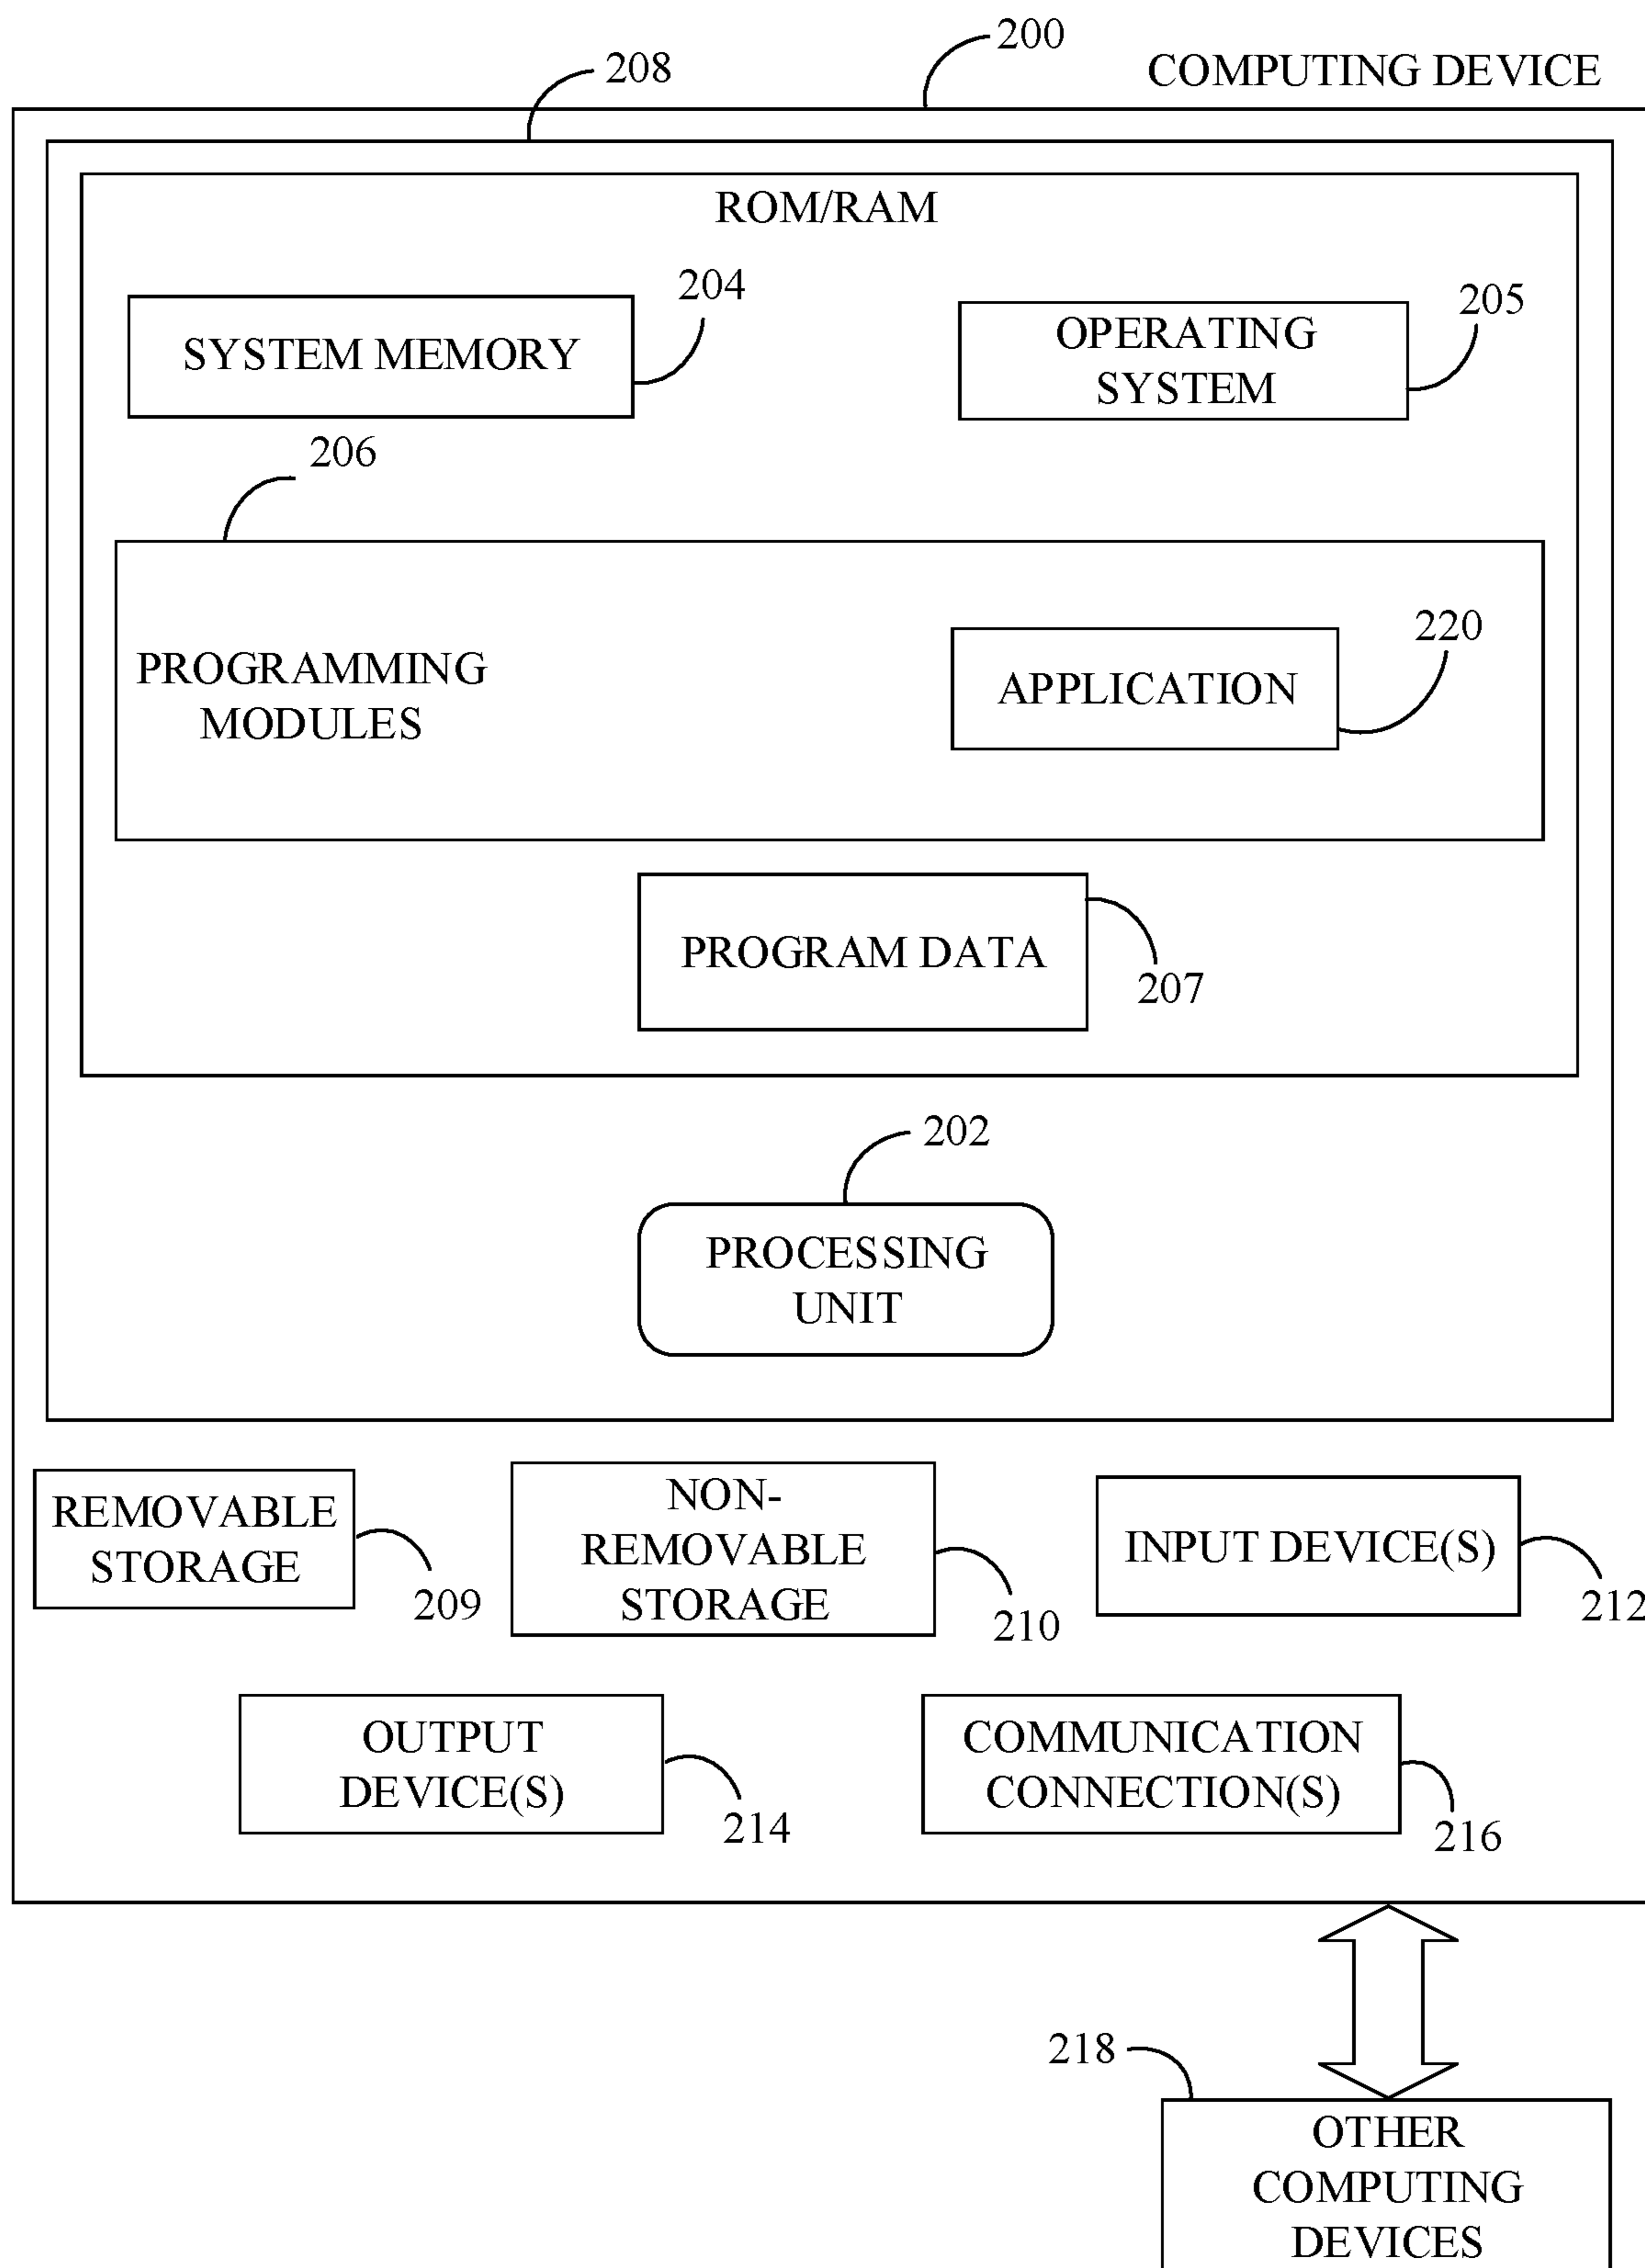 200
208
COMPUTING DEVICE
ROM/RAM
204
205
SYSTEM MEMORY
OPERATING
SYSTEM
206
220
PROGRAMMING
MODULES
APPLICATION
PROGRAM DATA
207
202
PROCESSING
UNIT
REMOVABLE
STORAGE
209
NON-
REMOVABLE
STORAGE
210
INPUT DEVICE(S)
212
OUTPUT
DEVICE(S)
214
COMMUNICATION
CONNECTION(S)
216
218
OTHER
COMPUTING
DEVICES